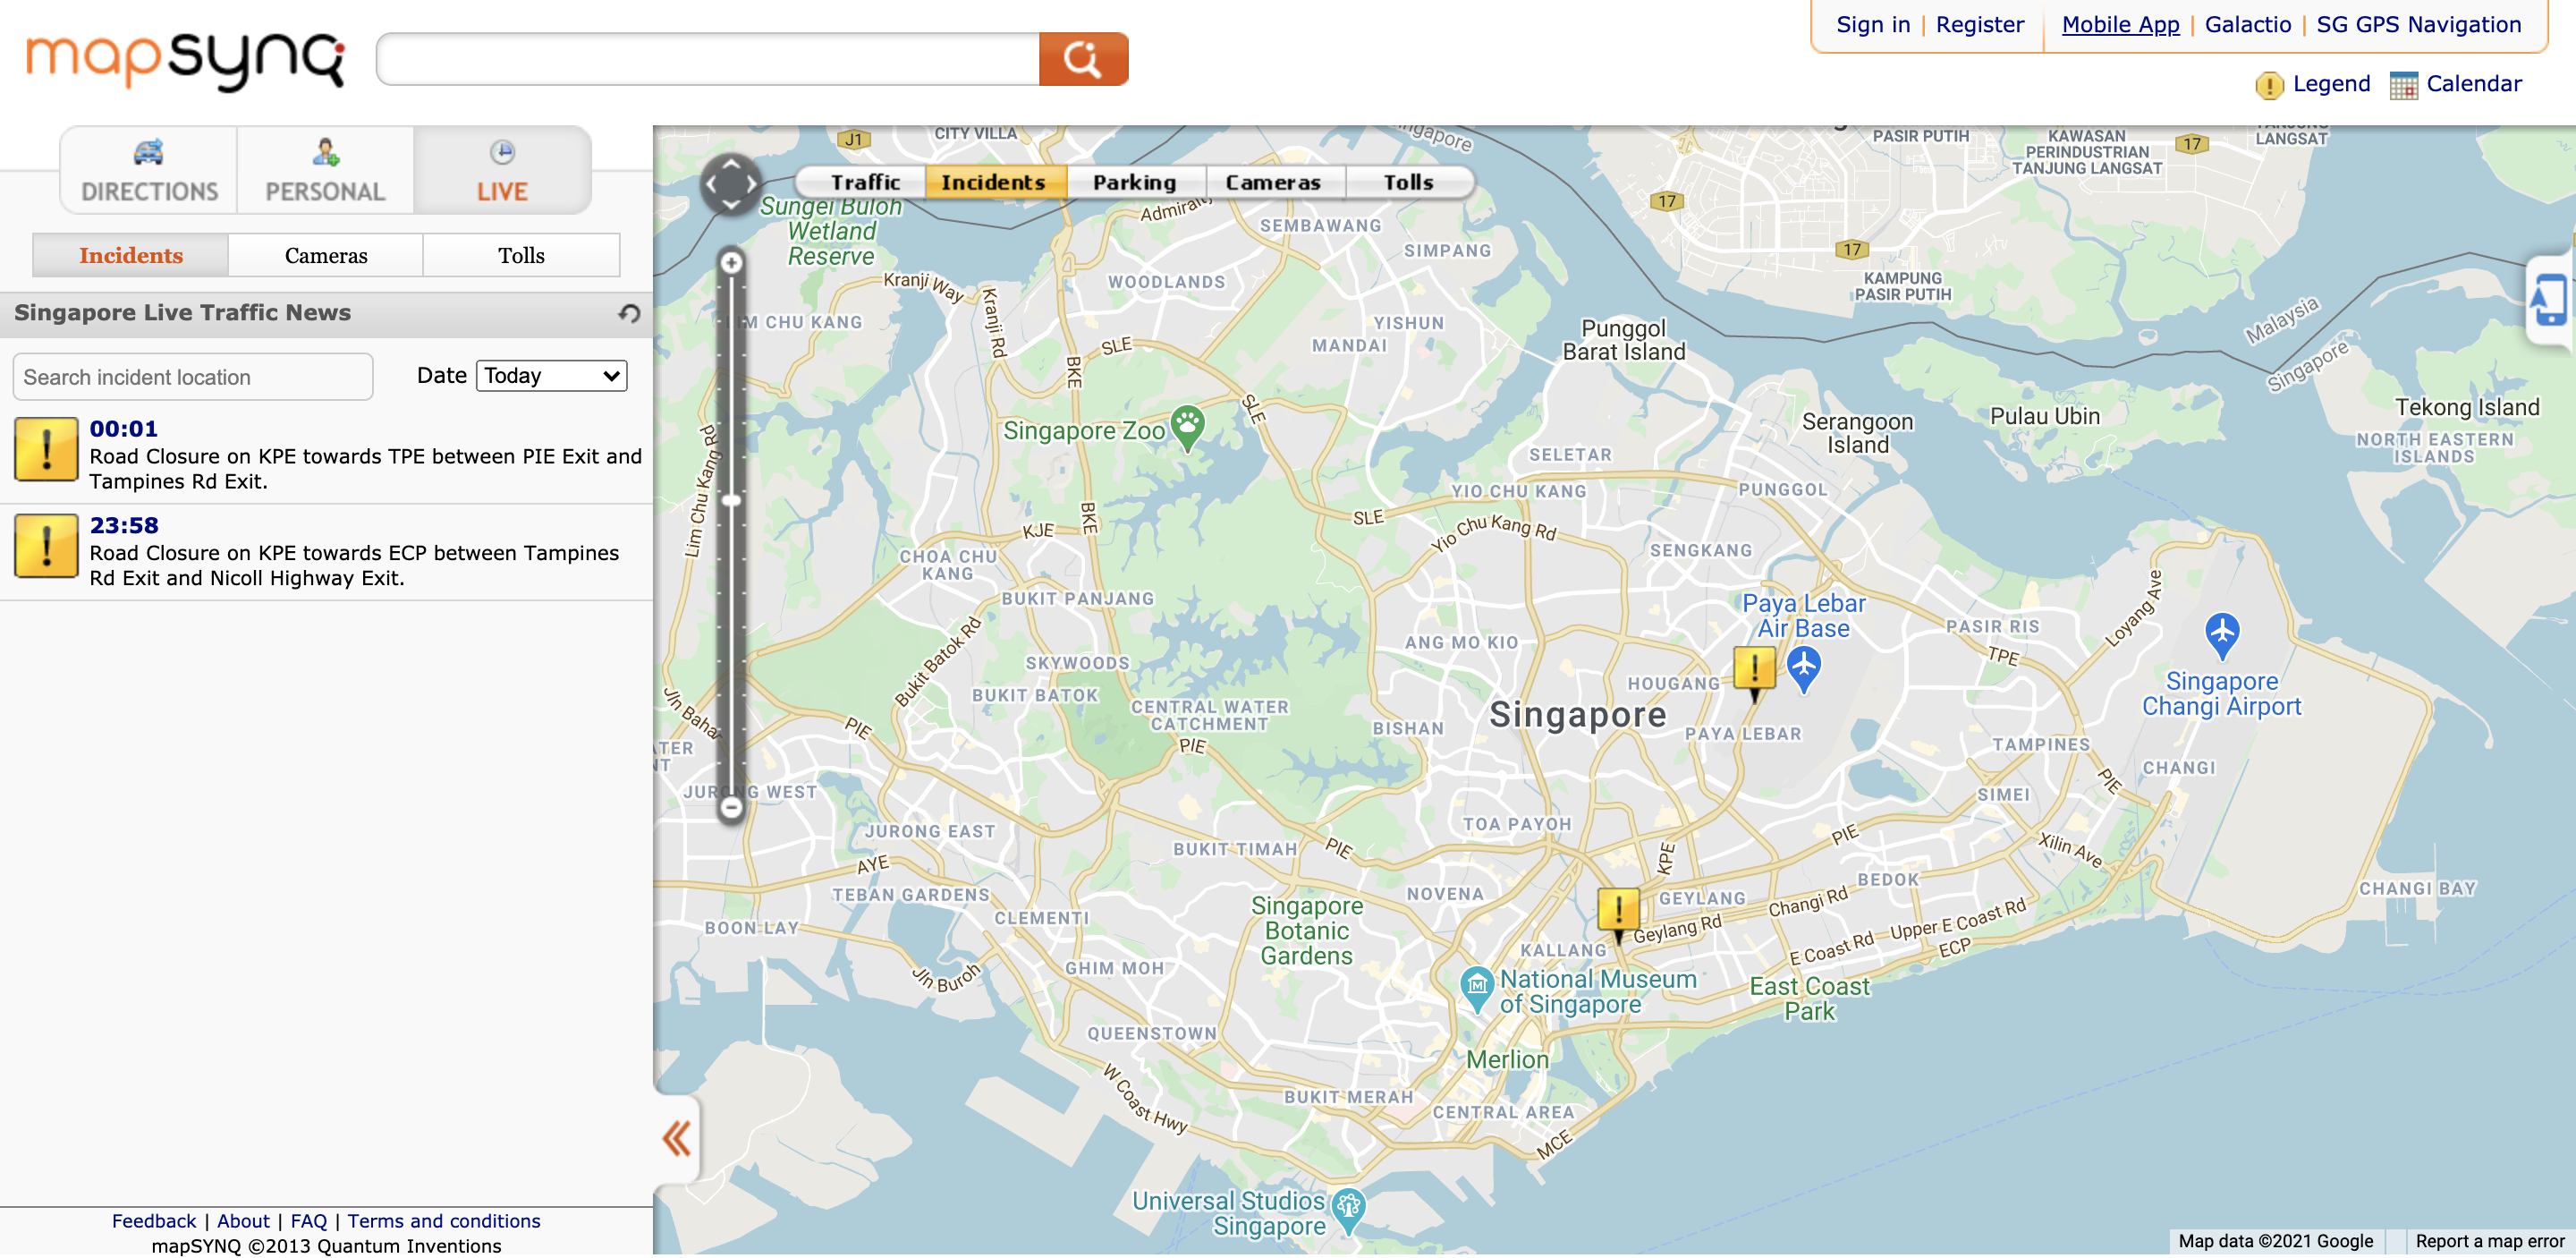 mapsynq
Sign in | Register
Mobile App | Galactio | SG GPS Navigation
Legend
Calendar
DIRECTIONS
PERSONAL
LIVE
Incidents
Cameras
Tolls
Singapore Live Traffic News
Search incident location
Date
Today
00:01
Road Closure on KPE towards TPE between PIE Exit and
Tampines Rd Exit.
23:58
Road Closure on KPE towards ECP between Tampines
Rd Exit and Nicoll Highway Exit.
Feedback | About | FAQ | Terms and conditions
mapSYNQ ©2013 Quantum Inventions
Traffic
Incidents
Parking
Cameras
Tolls
J1
CITY VILLA
Singapore
PASIR PUTIH
KAWASAN
PERINDUSTRIAN
TANJUNG LANGSAT
17
LANGSAT
17
17
KAMPUNG
PASIR PUTIH
Sungei Buloh
Wetland
Reserve
Admiralty
SEMBAWANG
SIMPANG
Kranji Way
Kranji Rd
WOODLANDS
LIM CHU KANG
YISHUN
MANDAI
SLE
BKE
Punggol
Barat Island
Malaysia
Singapore
Singapore Zoo
SLE
Serangoon
Island
Pulau Ubin
Tekong Island
NORTH EASTERN
ISLANDS
Lim Chu Kang Rd
SELETAR
YIO CHU KANG
PUNGGOL
BKE
KJE
SLE
Yio Chu Kang Rd
SENGKANG
CHOA CHU
KANG
BUKIT PANJANG
Paya Lebar
Air Base
ANG MO KIO
PASIR RIS
Loyang Ave
TPE
Bukit Batok Rd
SKYWOODS
BUKIT BATOK
CENTRAL WATER
CATCHMENT
HOUGANG
Singapore
Singapore
Changi Airport
Jln Bahar
PIE
PIE
BISHAN
PAYA LEBAR
TAMPINES
CHANGI
PIE
SIMEI
JURONG WEST
JURONG EAST
TOA PAYOH
BUKIT TIMAH
PIE
PIE
Xilin Ave
AYE
KPE
TEBAN GARDENS
NOVENA
GEYLANG
Changi Rd
BEDOK
CHANGI BAY
Singapore
Botanic
Gardens
CLEMENTI
BOON LAY
Geylang Rd
Upper E Coast Rd
E Coast Rd
ECP
KALLANG
GHIM MOH
Jln Buroh
National Museum
of Singapore
East Coast
Park
QUEENSTOWN
Merlion
W Coast Hwy
BUKIT MERAH
CENTRAL AREA
MCE
Universal Studios
Singapore
Map data ©2021 Google
Report a map error